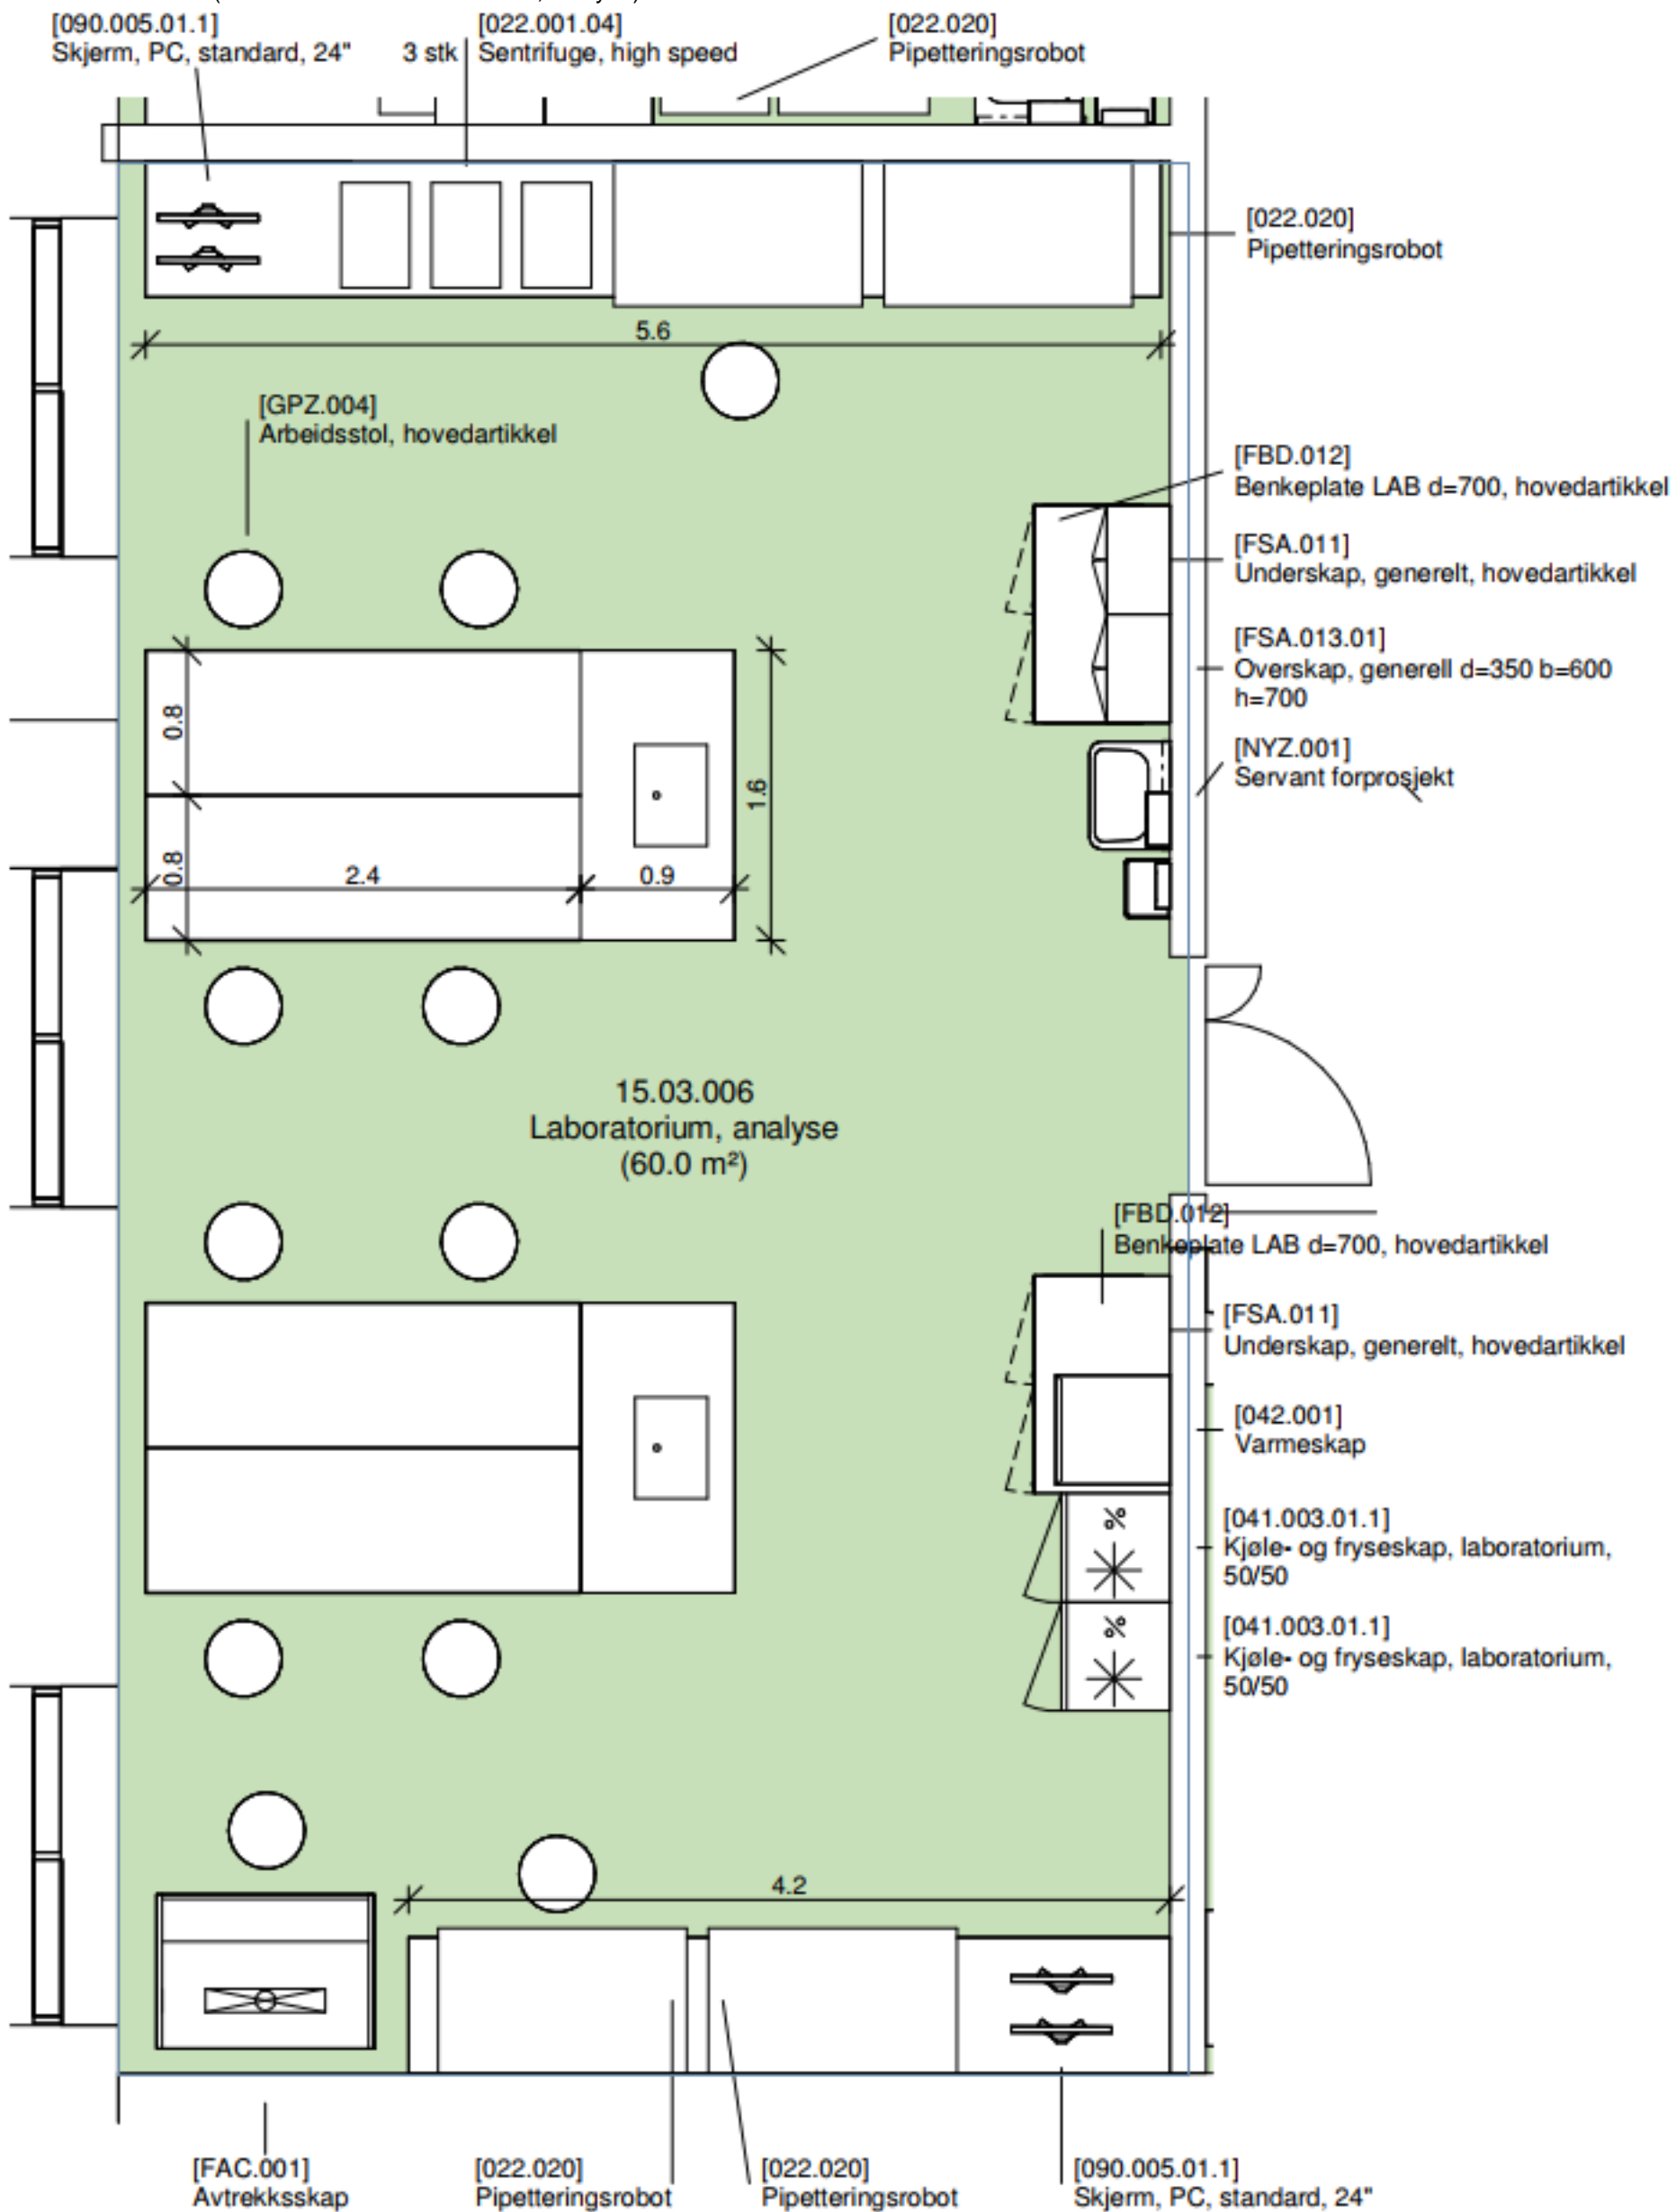 [090.005.01.1]
Skjerm, PC, standard, 24"
3 stk
[022.001.04]
Sentrifuge, high speed
[022.020]
Pipetteringsrobot
[022.020]
Pipetteringsrobot
5.6
[GPZ.004]
Arbeidsstol, hovedartikkel
[FBD.012]
Benkeplate LAB d=700, hovedartikkel
[FSA.011]
Underskap, generelt, hovedartikkel
[FSA.013.01]
Overskap, generell d=350 b=600
h=700
[NYZ.001]
Servant forprosjekt
0.8
1.6
0.8
2.4
0.9
15.03.006
Laboratorium, analyse
(60.0 m²)
[FBD.012]
Benkeplate LAB d=700, hovedartikkel
[FSA.011]
Underskap, generelt, hovedartikkel
[042.001]
Varmeskap
[041.003.01.1]
Kjøle- og fryseskap, laboratorium,
50/50
[041.003.01.1]
Kjøle- og fryseskap, laboratorium,
50/50
4.2
[FAC.001]
Avtrekksskap
[022.020]
Pipetteringsrobot
[022.020]
Pipetteringsrobot
[090.005.01.1]
Skjerm, PC, standard, 24"